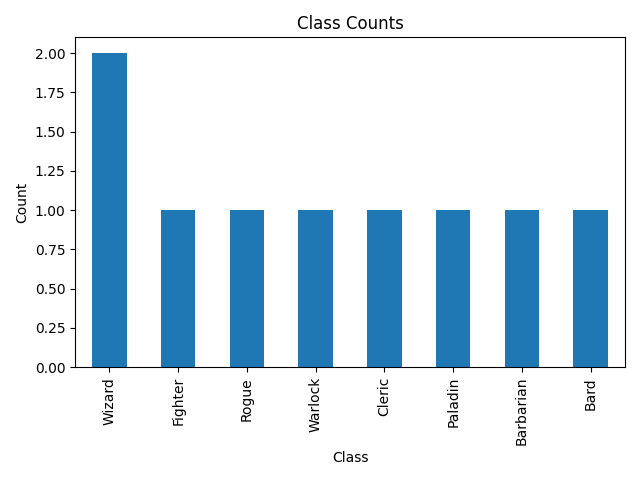 Class Counts
2.00
1.75
1.50
1.25
1.00
0.75
0.50
0.25
0.00
Count
Wizard
Fighter
Rogue
Warlock
Cleric
Paladin
Barbarian
Bard
Class